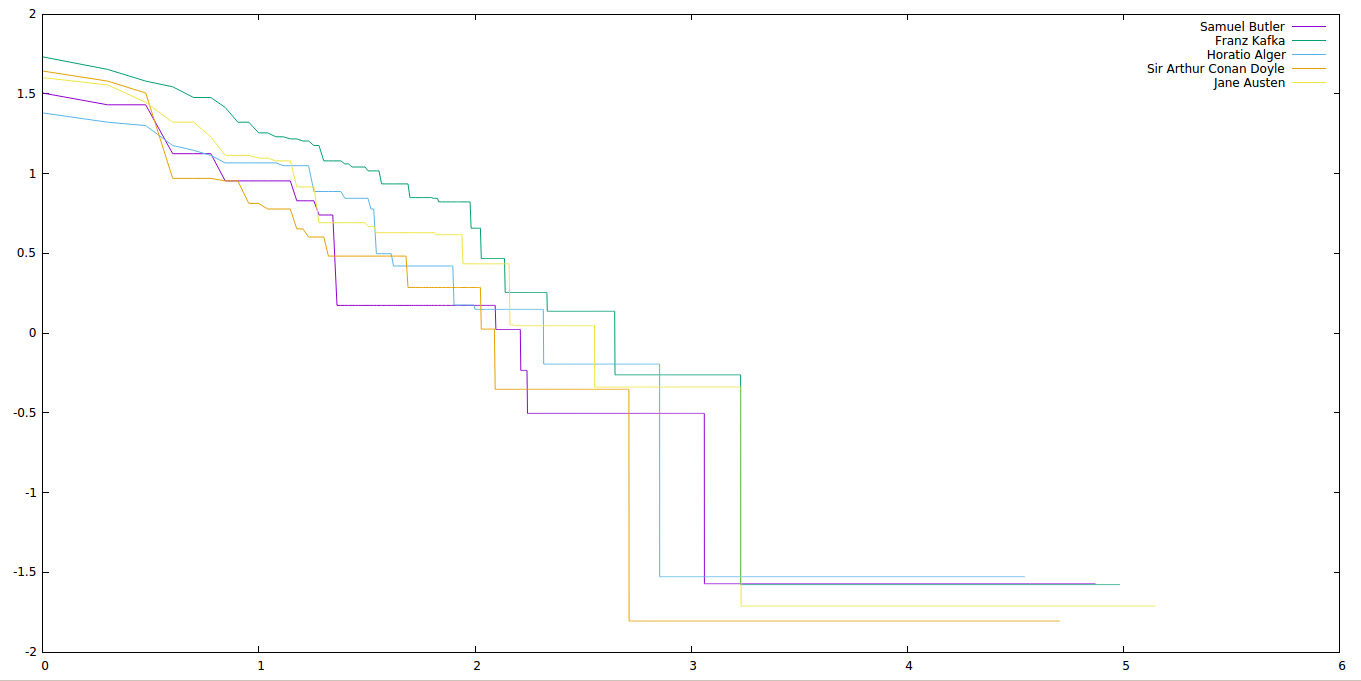 2
1.5
1
0.5
0
-0.5
-1
-1.5
-2
0 1 2 3 4 5 6
Samuel Butler
Franz Kafka
Horatio Alger
Sir Arthur Conan Doyle
Jane Austen